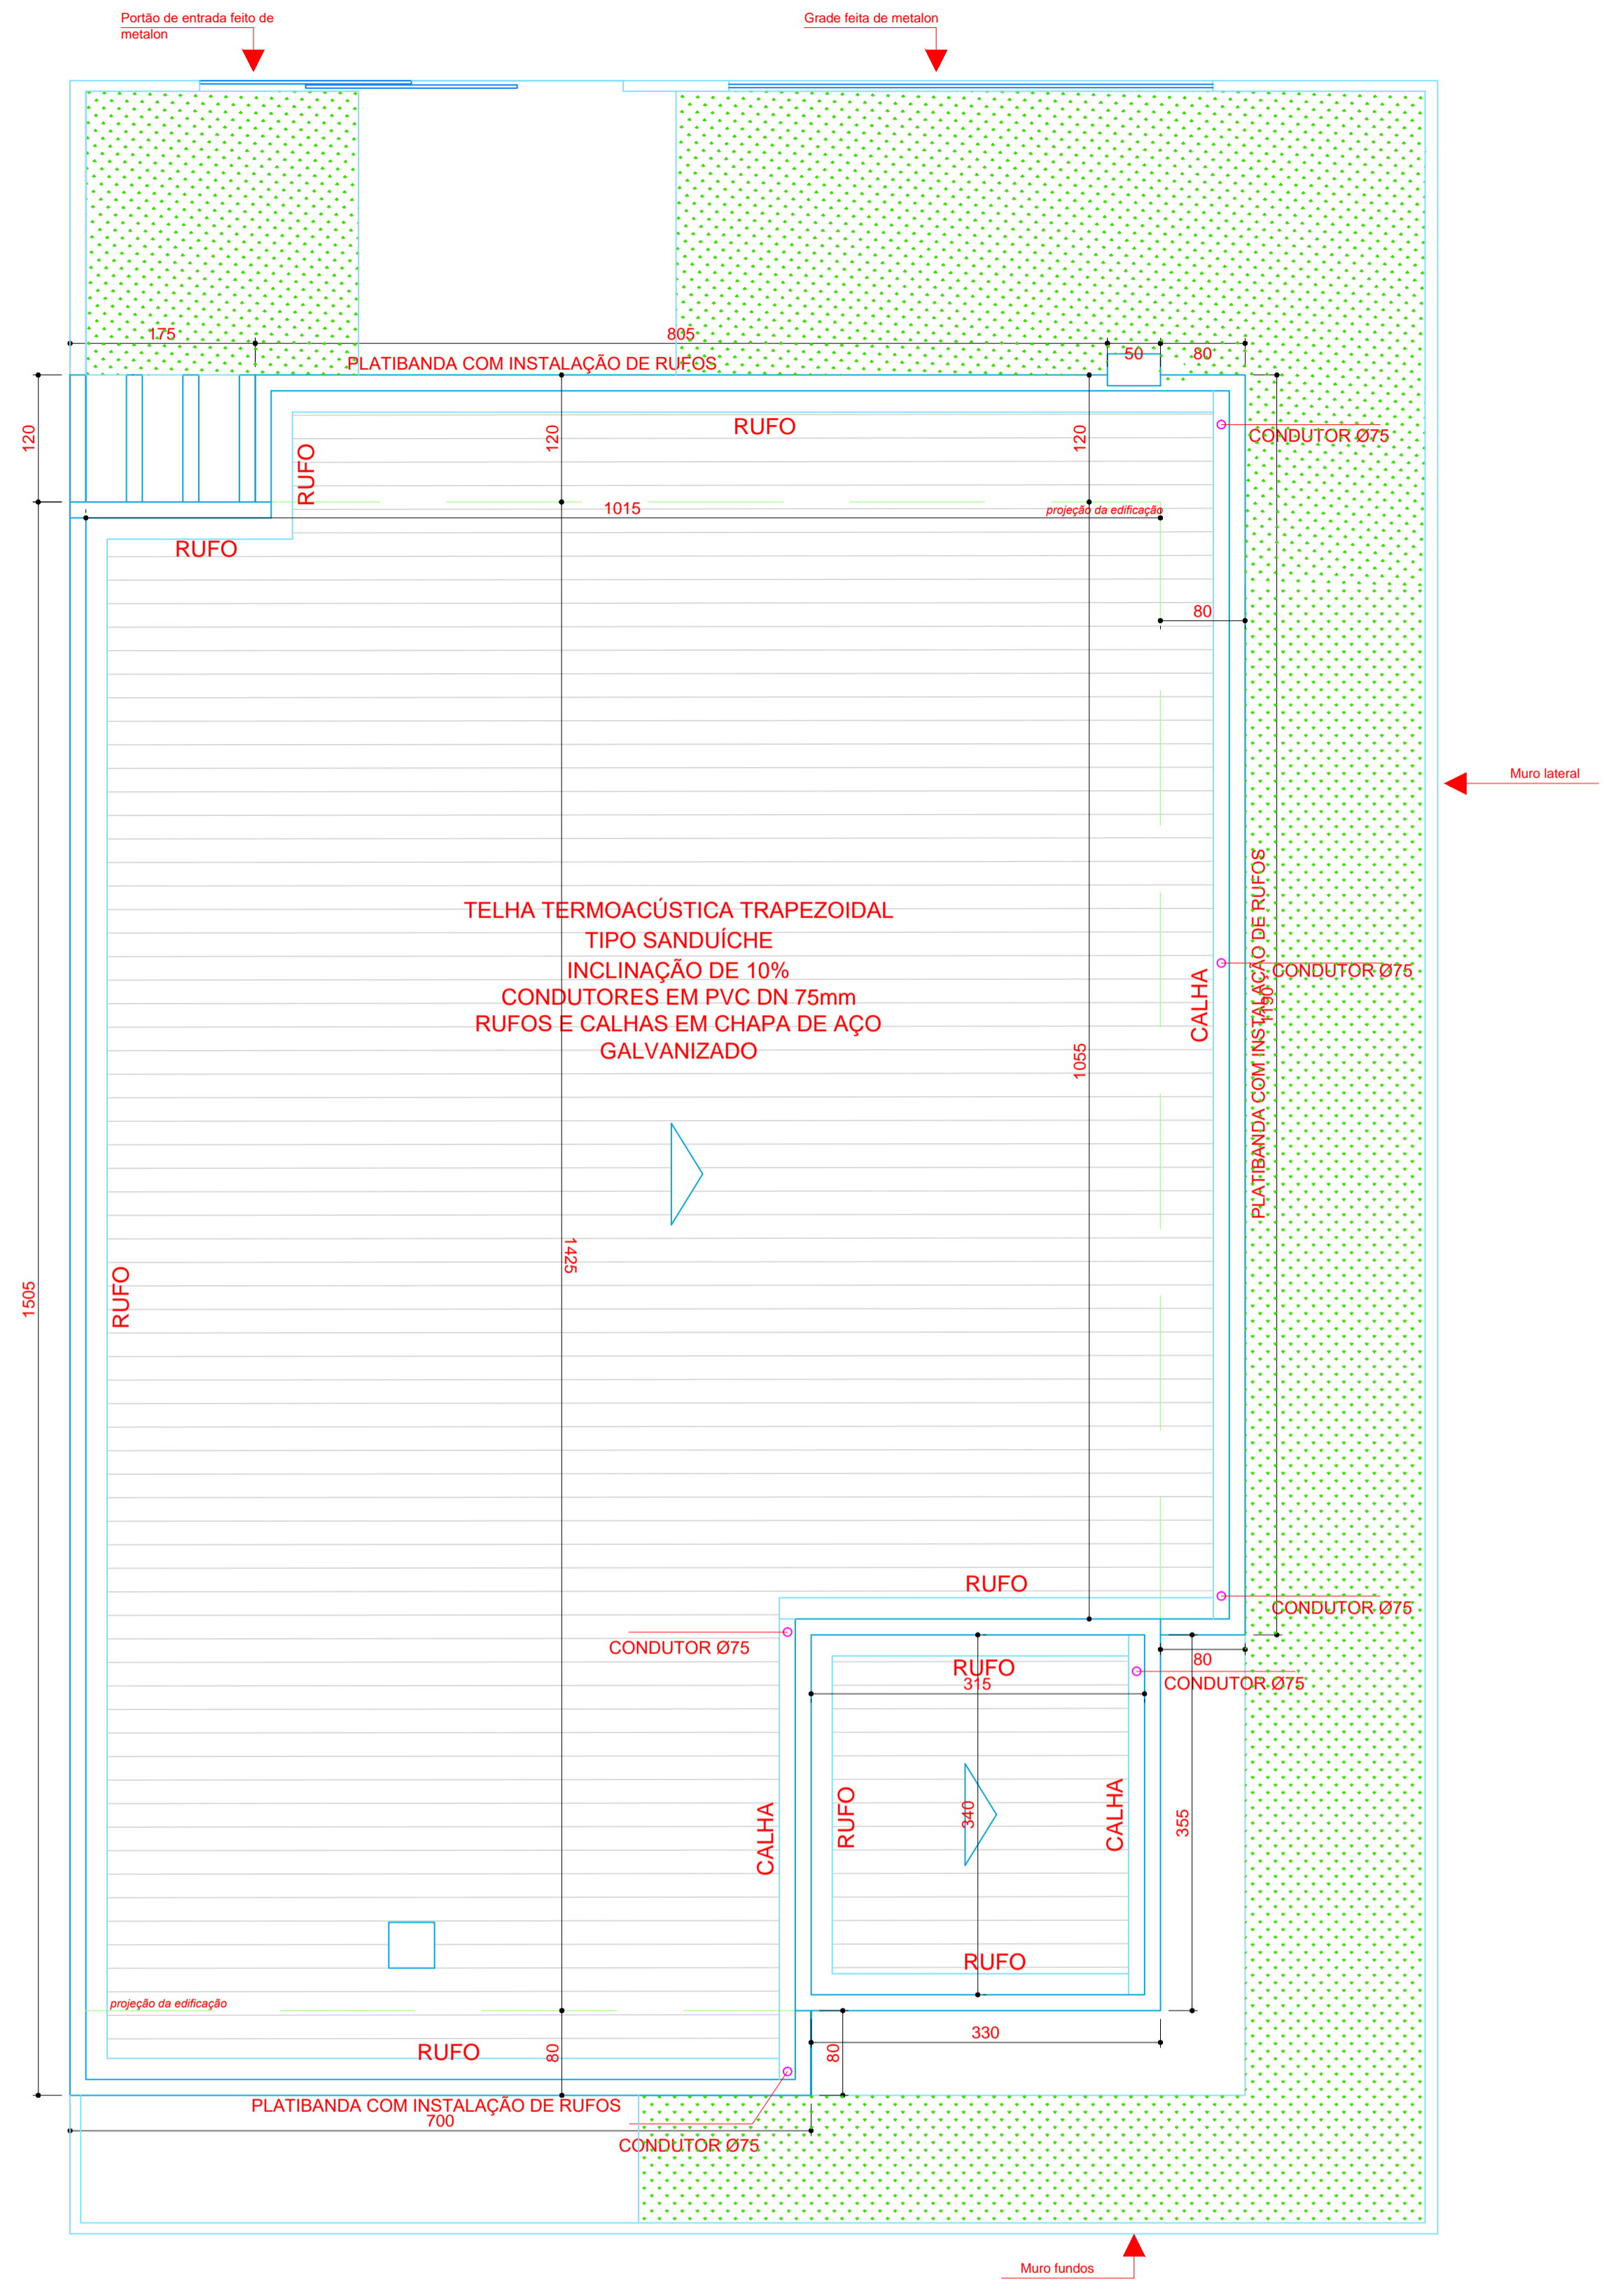 Portão de entrada feito de
metalon
Grade feita de metalon
175
805
50
80
PLATIBANDA COM INSTALAÇÃO DE RUFOS
RUFO
120
RUFO
120
120
CONDUTOR Ø75
1015
projeção da edificação
RUFO
80
Muro lateral
TELHA TERMOACÚSTICA TRAPEZOIDAL
TIPO SANDUÍCHE
INCLINAÇÃO DE 10%
CONDUTORES EM PVC DN 75mm
RUFOS E CALHAS EM CHAPA DE AÇO
GALVANIZADO
CALHA
PLATIBANDA COM INSTALAÇÃO DE RUFOS
CONDUTOR Ø75
1055
1425
1505
RUFO
RUFO
CONDUTOR Ø75
CONDUTOR Ø75
80
RUFO
315
CONDUTOR Ø75
CALHA
RUFO
340
CALHA
355
RUFO
projeção da edificação
RUFO
80
80
330
PLATIBANDA COM INSTALAÇÃO DE RUFOS
700
CONDUTOR Ø75
Muro fundos